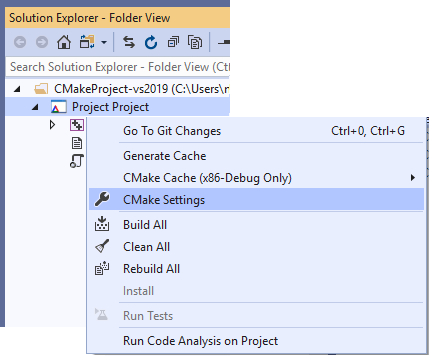 Solution Explorer - Folder View
Search Solution Explorer - Folder View (Ct
CMakeProject-vs2019 (C:\Users\n
Project Project
Go To Git Changes Ctrl+0, Ctrl+G
Generate Cache
CMake Cache (x86-Debug Only)
CMake Settings
Build All
Clean All
Rebuild All
Install
Run Tests
Run Code Analysis on Project